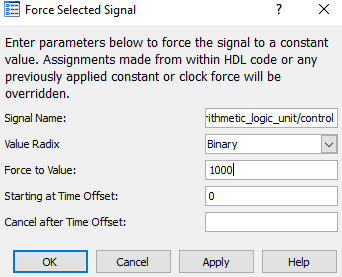 Force Selected Signal
Enter parameters below to force the signal to a constant
value. Assignments made from within HDL code or any
previously applied constant or clock force will be
overridden.
Signal Name: rithmetic_logic_unit/control
Value Radix Binary
Force to Value: 1000
Starting at Time Offset: 0
Cancel after Time Offset:
OK Cancel Apply Help